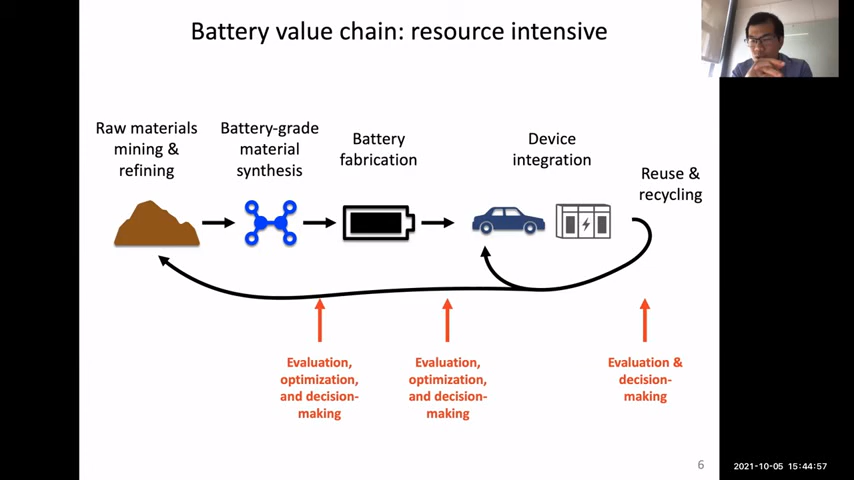 Battery value chain: resource intensive
Raw materials
mining &
refining
Battery-grade
material
synthesis
Battery
fabrication
Device
integration
Reuse &
recycling
Evaluation,
optimization,
and decision-
making
Evaluation,
optimization,
and decision-
making
Evaluation &
decision-
making
6
2021-10-05 15:44:57